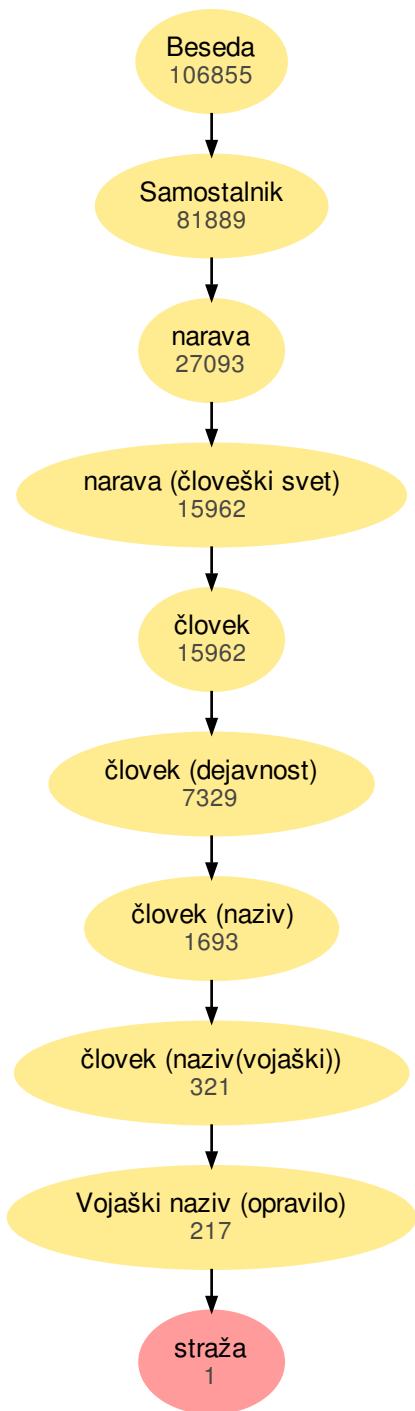 Beseda
106855
Samostalnik
81889
narava
27093
narava (človeški svet)
15962
človek
15962
človek (dejavnost)
7329
človek (naziv)
1693
človek (naziv(vojaški))
321
Vojaški naziv (opravilo)
217
straža
1